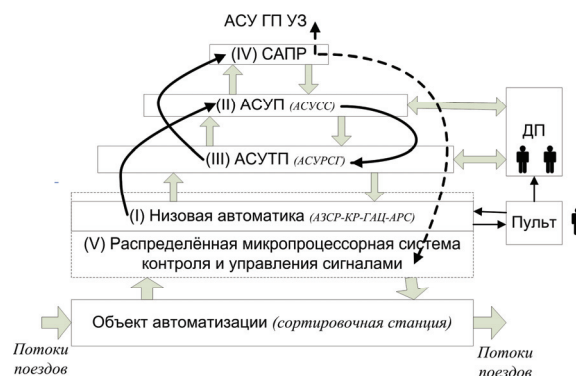 АСУ ГП УЗ
(IV) САПР
(II) АСУП (АСУСС)
ДП
(III) АСУТП (АСУРСГ)
(I) Низовая автоматика (АЗСР-КР-ГАЦ-АРС)
Пульт
(V) Распределённая микропроцессорная система
контроля и управления сигналами
Объект автоматизации (сортировочная станция)
Потоки
поездов
Потоки
поездов